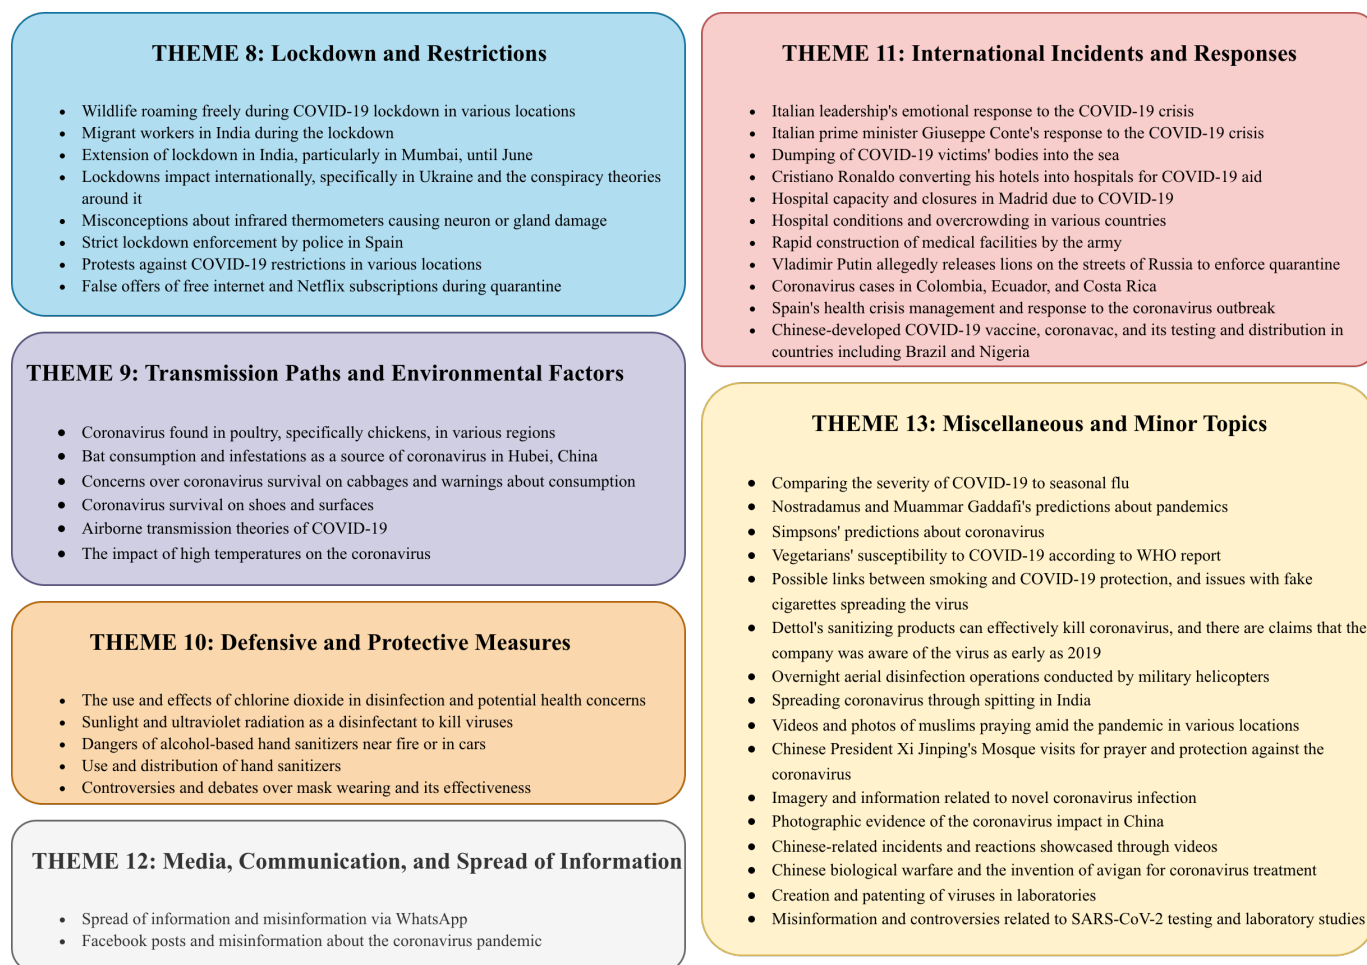 THEME 8: Lockdown and Restrictions
• Wildlife roaming freely during COVID-19 lockdown in various locations
• Migrant workers in India during the lockdown
• Extension of lockdown in India, particularly in Mumbai, until June
• Lockdowns impact internationally, specifically in Ukraine and the conspiracy theories
around it
• Misconceptions about infrared thermometers causing neuron or gland damage
• Strict lockdown enforcement by police in Spain
• Protests against COVID-19 restrictions in various locations
• False offers of free internet and Netflix subscriptions during quarantine
THEME 9: Transmission Paths and Environmental Factors
• Coronavirus found in poultry, specifically chickens, in various regions
• Bat consumption and infestations as a source of coronavirus in Hubei, China
• Concerns over coronavirus survival on cabbages and warnings about consumption
• Coronavirus survival on shoes and surfaces
• Airborne transmission theories of COVID-19
• The impact of high temperatures on the coronavirus
THEME 10: Defensive and Protective Measures
• The use and effects of chlorine dioxide in disinfection and potential health concerns
• Sunlight and ultraviolet radiation as a disinfectant to kill viruses
• Dangers of alcohol-based hand sanitizers near fire or in cars
• Use and distribution of hand sanitizers
• Controversies and debates over mask wearing and its effectiveness
THEME 12: Media, Communication, and Spread of Information
• Spread of information and misinformation via WhatsApp
• Facebook posts and misinformation about the coronavirus pandemic
THEME 11: International Incidents and Responses
• Italian leadership's emotional response to the COVID-19 crisis
• Italian prime minister Giuseppe Conte's response to the COVID-19 crisis
• Dumping of COVID-19 victims' bodies into the sea
• Cristiano Ronaldo converting his hotels into hospitals for COVID-19 aid
• Hospital capacity and closures in Madrid due to COVID-19
• Hospital conditions and overcrowding in various countries
• Rapid construction of medical facilities by the army
• Vladimir Putin allegedly releases lions on the streets of Russia to enforce quarantine
• Coronavirus cases in Colombia, Ecuador, and Costa Rica
• Spain's health crisis management and response to the coronavirus outbreak
• Chinese-developed COVID-19 vaccine, coronavac, and its testing and distribution in
countries including Brazil and Nigeria
THEME 13: Miscellaneous and Minor Topics
• Comparing the severity of COVID-19 to seasonal flu
• Nostradamus and Muammar Gaddafi's predictions about pandemics
• Simpsons' predictions about coronavirus
• Vegetarians' susceptibility to COVID-19 according to WHO report
• Possible links between smoking and COVID-19 protection, and issues with fake
cigarettes spreading the virus
• Dettol's sanitizing products can effectively kill coronavirus, and there are claims that the
company was aware of the virus as early as 2019
• Overnight aerial disinfection operations conducted by military helicopters
• Spreading coronavirus through spitting in India
• Videos and photos of muslims praying amid the pandemic in various locations
• Chinese President Xi Jinping's Mosque visits for prayer and protection against the
coronavirus
• Imagery and information related to novel coronavirus infection
• Photographic evidence of the coronavirus impact in China
• Chinese-related incidents and reactions showcased through videos
• Chinese biological warfare and the invention of avigan for coronavirus treatment
• Creation and patenting of viruses in laboratories
• Misinformation and controversies related to SARS-CoV-2 testing and laboratory studies